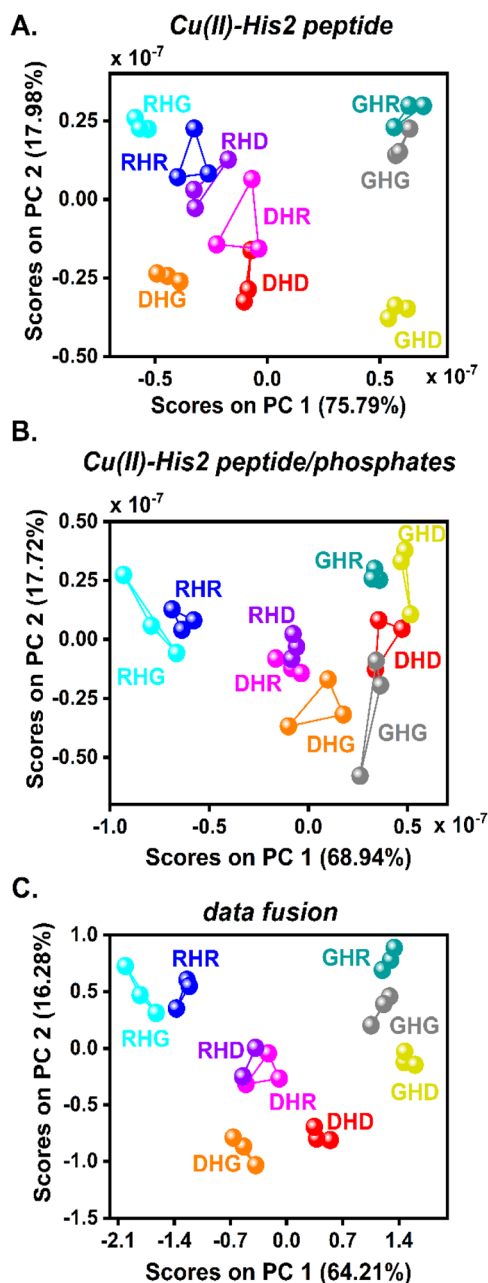 A.
Cu(II)-His2 peptide
x 10⁻⁷
Scores on PC 2 (17.98%)
0.25
0.00
-0.25
-0.50
RHG
RHR
RHD
DHR
DHG
DHD
GHR
GHG
GHD
-0.5
0.0
0.5
x 10⁻⁷
Scores on PC 1 (75.79%)
B.
Cu(II)-His2 peptide/phosphates
x 10⁻⁷
Scores on PC 2 (17.72%)
0.50
0.25
0.00
-0.25
-0.50
RHG
RHR
RHD
DHR
DHG
GHR
GHD
DHD
GHG
-1.0
-0.5
0.0
0.5
x 10⁻⁷
Scores on PC 1 (68.94%)
C.
data fusion
Scores on PC 2 (16.28%)
1.0
0.5
0.0
-0.5
-1.0
-1.5
RHG
RHR
RHD
DHR
DHG
DHD
GHR
GHG
GHD
-2.1
-1.4
-0.7
0.0
0.7
1.4
Scores on PC 1 (64.21%)